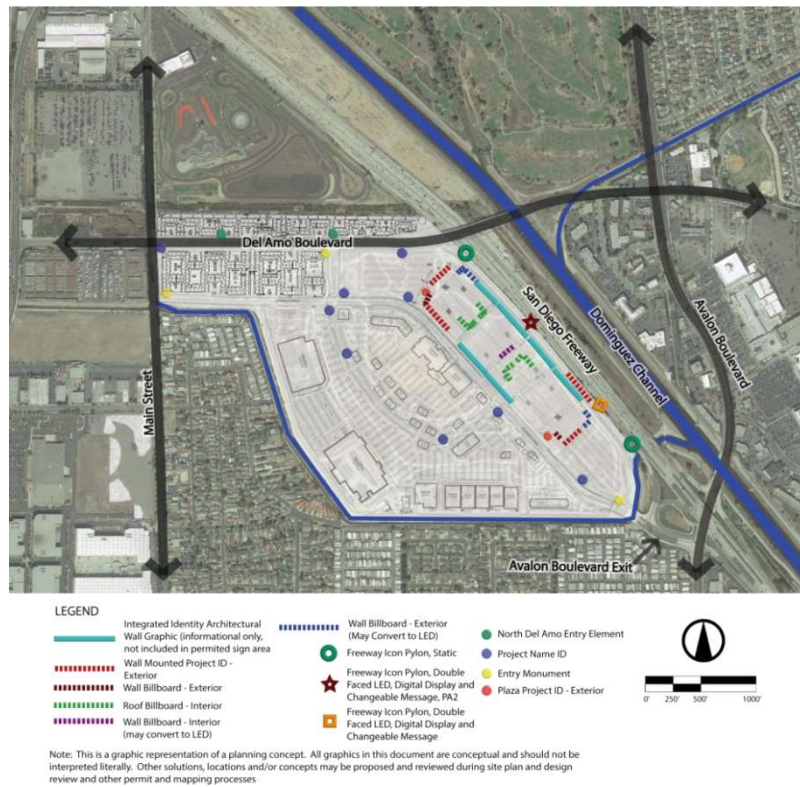 Del Amo Boulevard
San Diego Freeway
Dominguez Channel
Avalon Boulevard
Main Street
Avalon Boulevard Exit
LEGEND
Integrated Identity Architectural
Wall Graphic (informational only,
not included in permited sign area
Wall Mounted Project ID -
Exterior
Wall Billboard - Exterior
Roof Billboard - Interior
Wall Billboard - Interior
(may convert to LED)
Wall Billboard - Exterior
(May Convert to LED)
Freeway Icon Pylon, Static
Freeway Icon Pylon, Double
Faced LED, Digital Display and
Changeable Message, PA2
Freeway Icon Pylon, Double
Faced LED, Digital Display and
Changeable Message
North Del Amo Entry Element
Project Name ID
Entry Monument
Plaza Project ID - Exterior
0' 250' 500' 1000'
Note: This is a graphic representation of a planning concept. All graphics in this document are conceptual and should not be
interpreted literally. Other solutions, locations and/or concepts may be proposed and reviewed during site plan and design
review and other permit and mapping processes